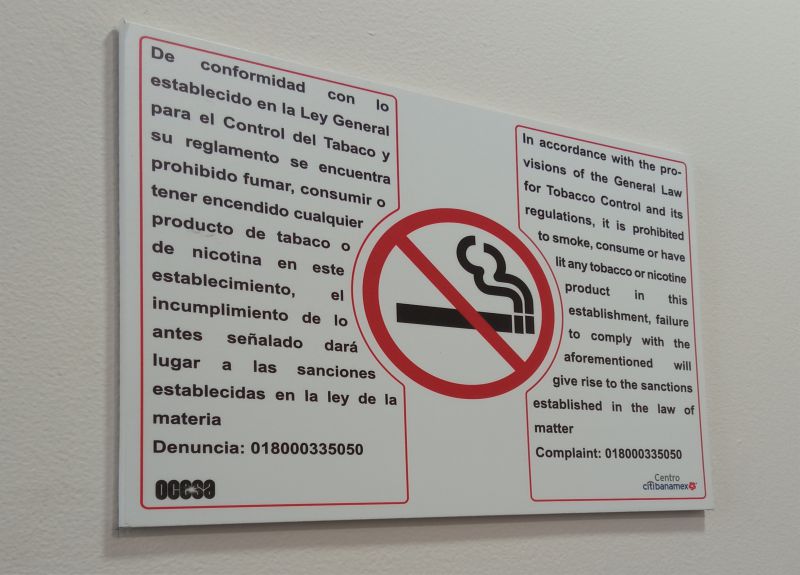 De conformidad con lo
establecido en la Ley General
para el Control del Tabaco y
su reglamento se encuentra
prohibido fumar, consumir o
tener encendido cualquier
producto de tabaco o
de nicotina en este
establecimiento, el
incumplimiento de lo
antes señalado dará
lugar a las sanciones
establecidas en la ley de la
materia
Denuncia: 018000335050
ocesa
In accordance with the pro-
visions of the General Law
for Tobacco Control and its
regulations, it is prohibited
to smoke, consume or have
lit any tobacco or nicotine
product in this
establishment, failure
to comply with the
aforementioned will
give rise to the sanctions
established in the law of
matter
Complaint: 018000335050
Centro
citibanamex